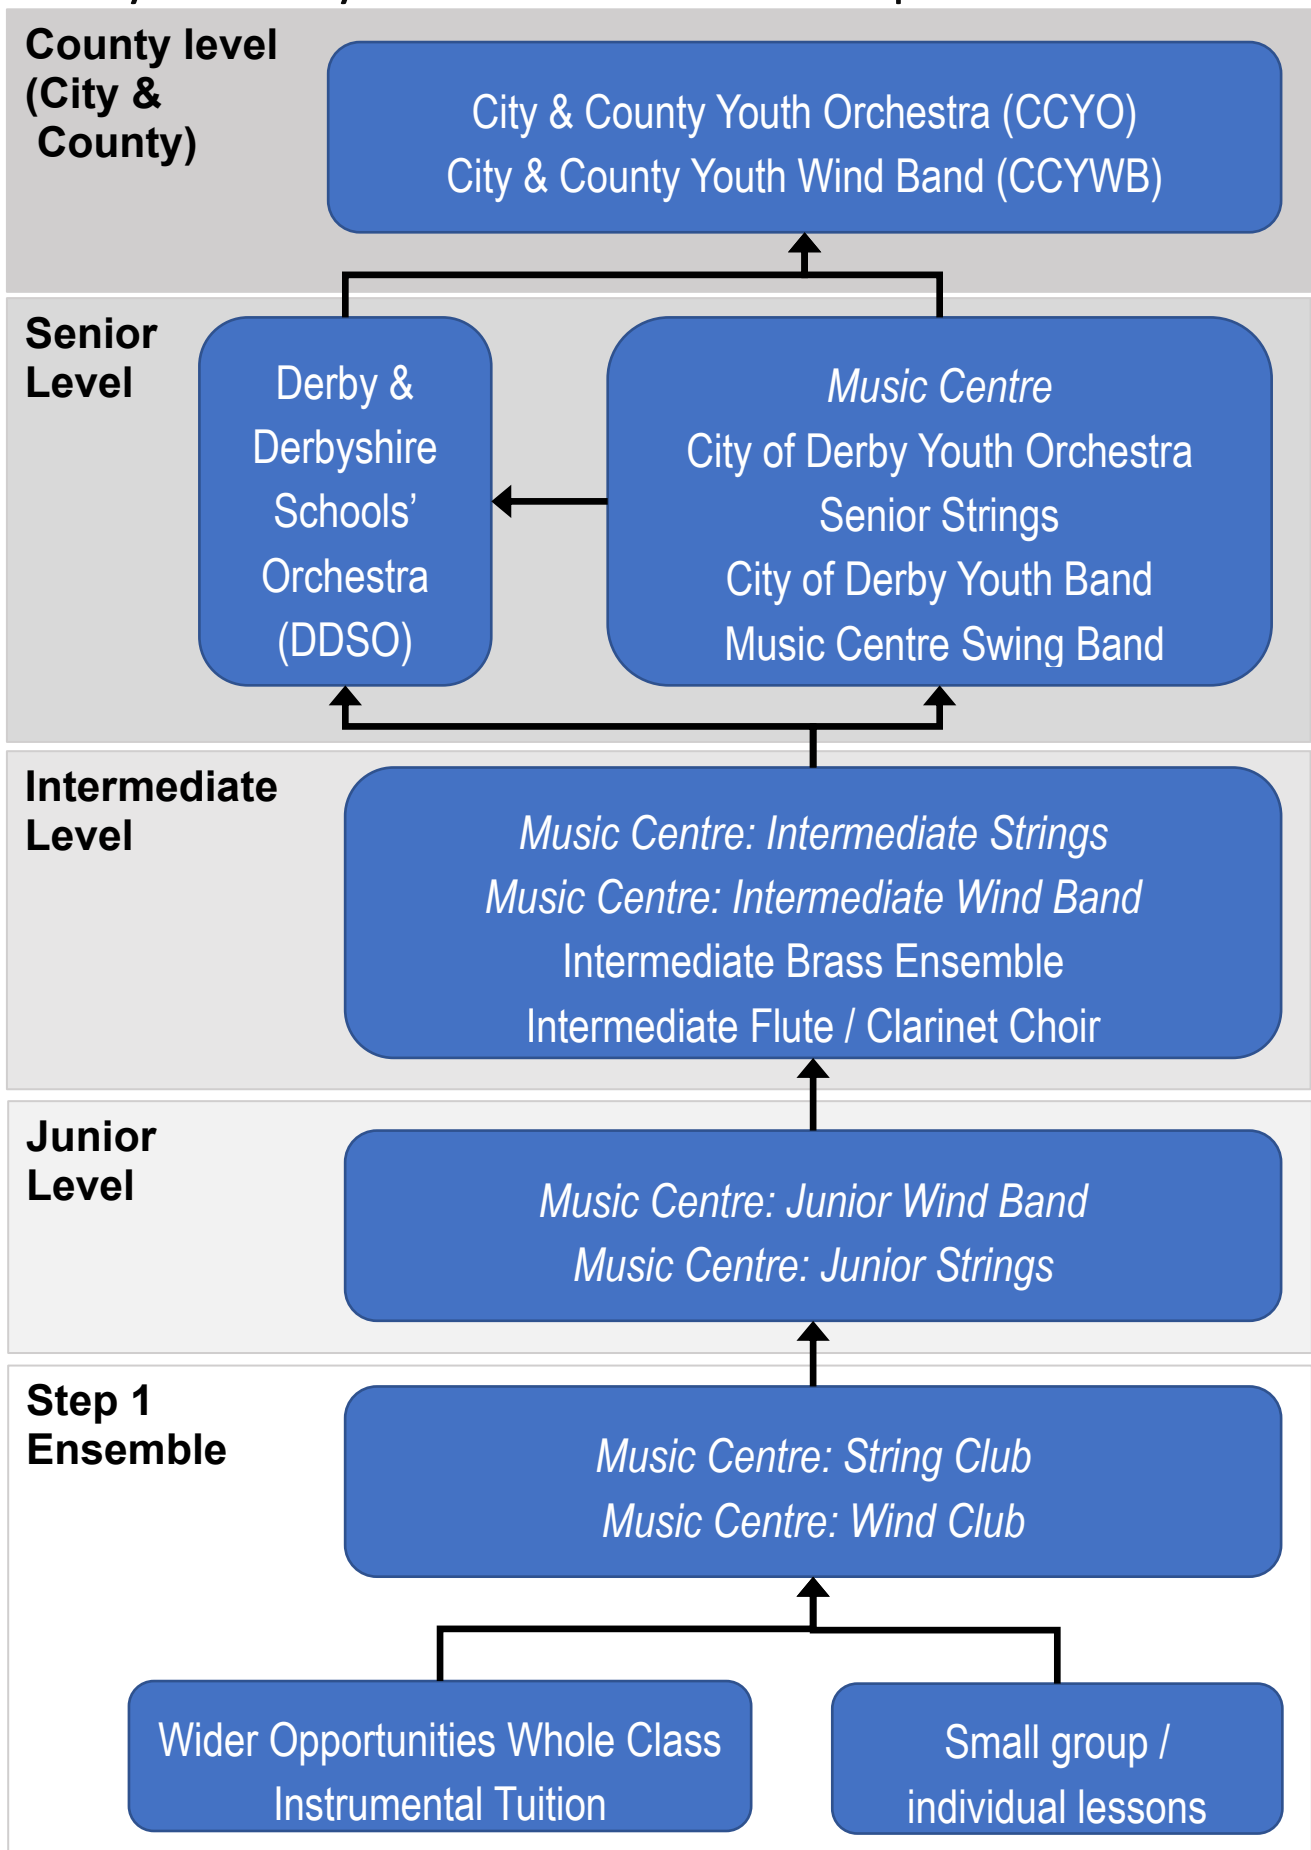 County level
(City &
County)
City & County Youth Orchestra (CCYO)
City & County Youth Wind Band (CCYWB)
Senior
Level
Derby &
Derbyshire
Schools’
Orchestra
(DDSO)
Music Centre
City of Derby Youth Orchestra
Senior Strings
City of Derby Youth Band
Music Centre Swing Band
Intermediate
Level
Music Centre: Intermediate Strings
Music Centre: Intermediate Wind Band
Intermediate Brass Ensemble
Intermediate Flute / Clarinet Choir
Junior
Level
Music Centre: Junior Wind Band
Music Centre: Junior Strings
Step 1
Ensemble
Music Centre: String Club
Music Centre: Wind Club
Wider Opportunities Whole Class
Instrumental Tuition
Small group /
individual lessons